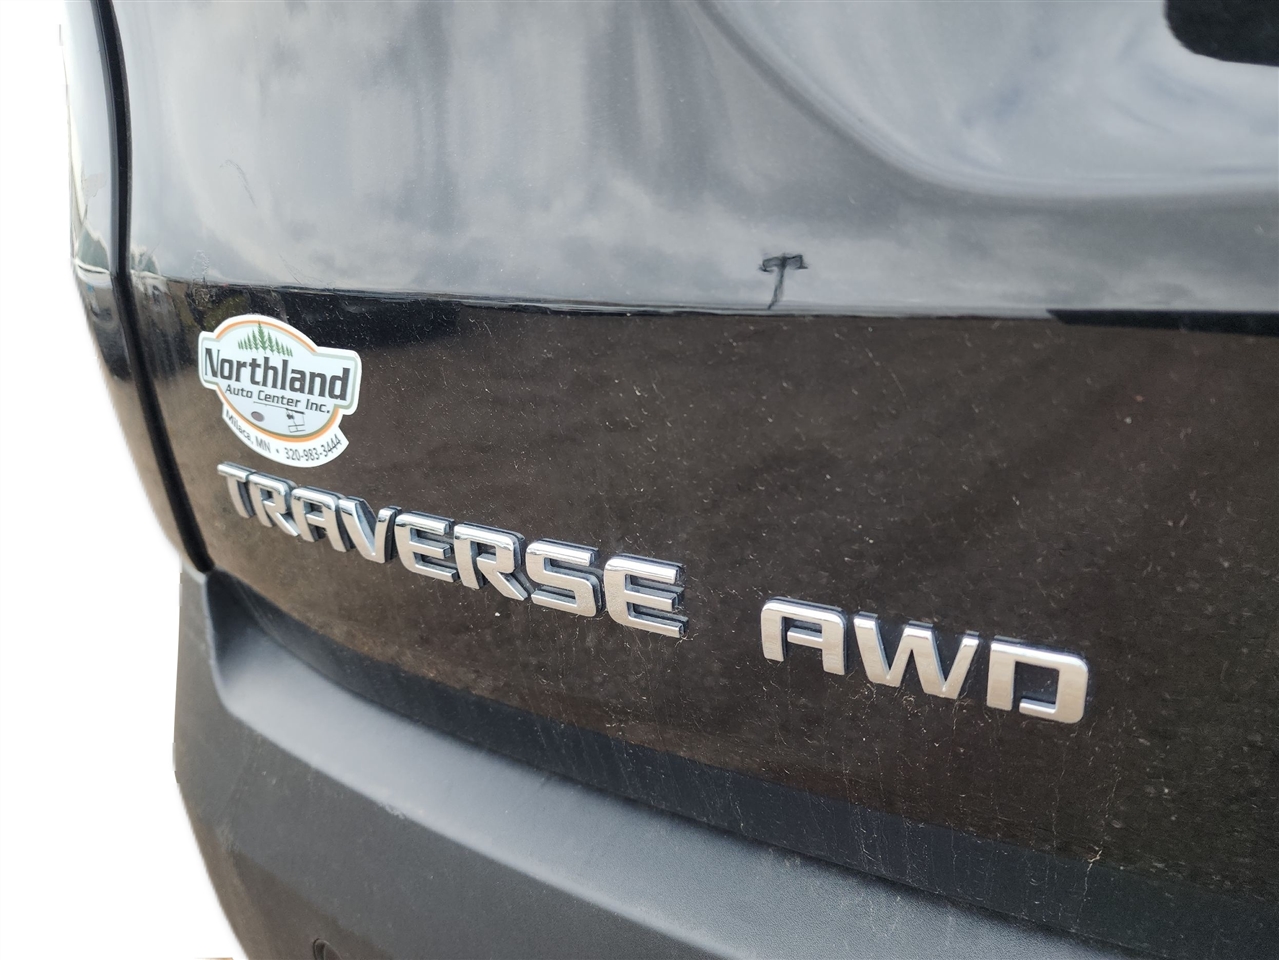 Northland
Auto Center Inc.
Milaca, MN • 320-983-3444
TRAVERSE AWD